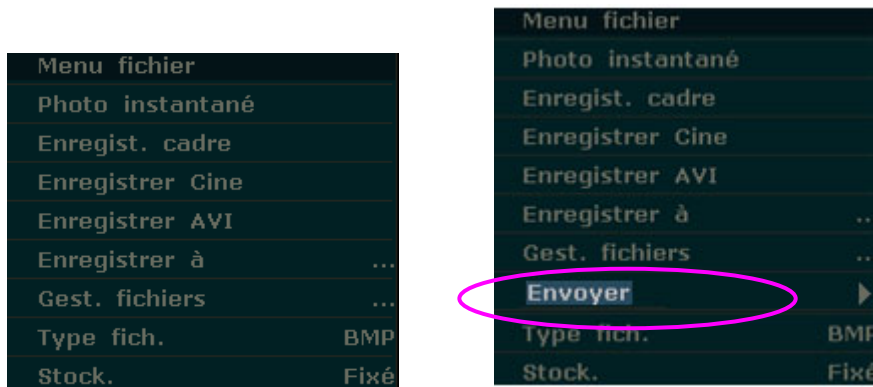 Menu fichier
Photo instantané
Enregist. cadre
Enregistrer Cine
Enregistrer AVI
Enregistrer à ...
Gest. fichiers ...
Type fich. BMP
Stock. Fixé
Menu fichier
Photo instantané
Enregist. cadre
Enregistrer Cine
Enregistrer AVI
Enregistrer à ..
Gest. fichiers ..
Envoyer
Type fich. BMP
Stock. Fixé